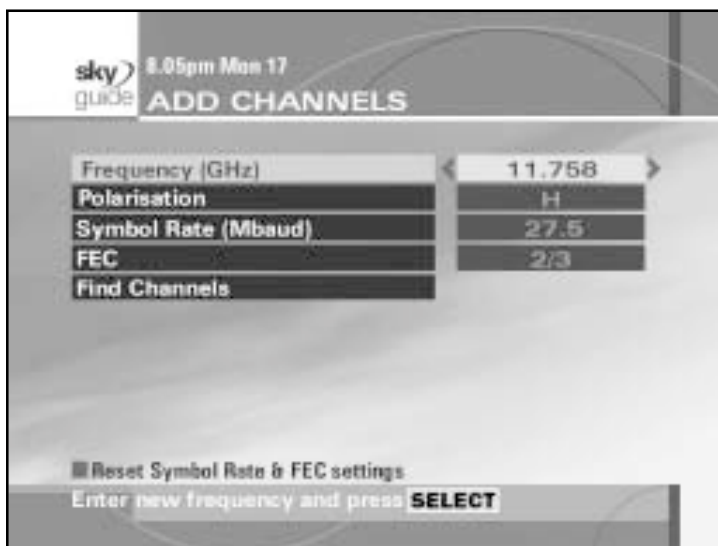 sky
guide
8.05pm Mon 17
ADD CHANNELS
Frequency (GHz) 11.758
Polarisation H
Symbol Rate (Mbaud) 27.5
FEC 2/3
Find Channels
Reset Symbol Rate & FEC settings
Enter new frequency and press SELECT